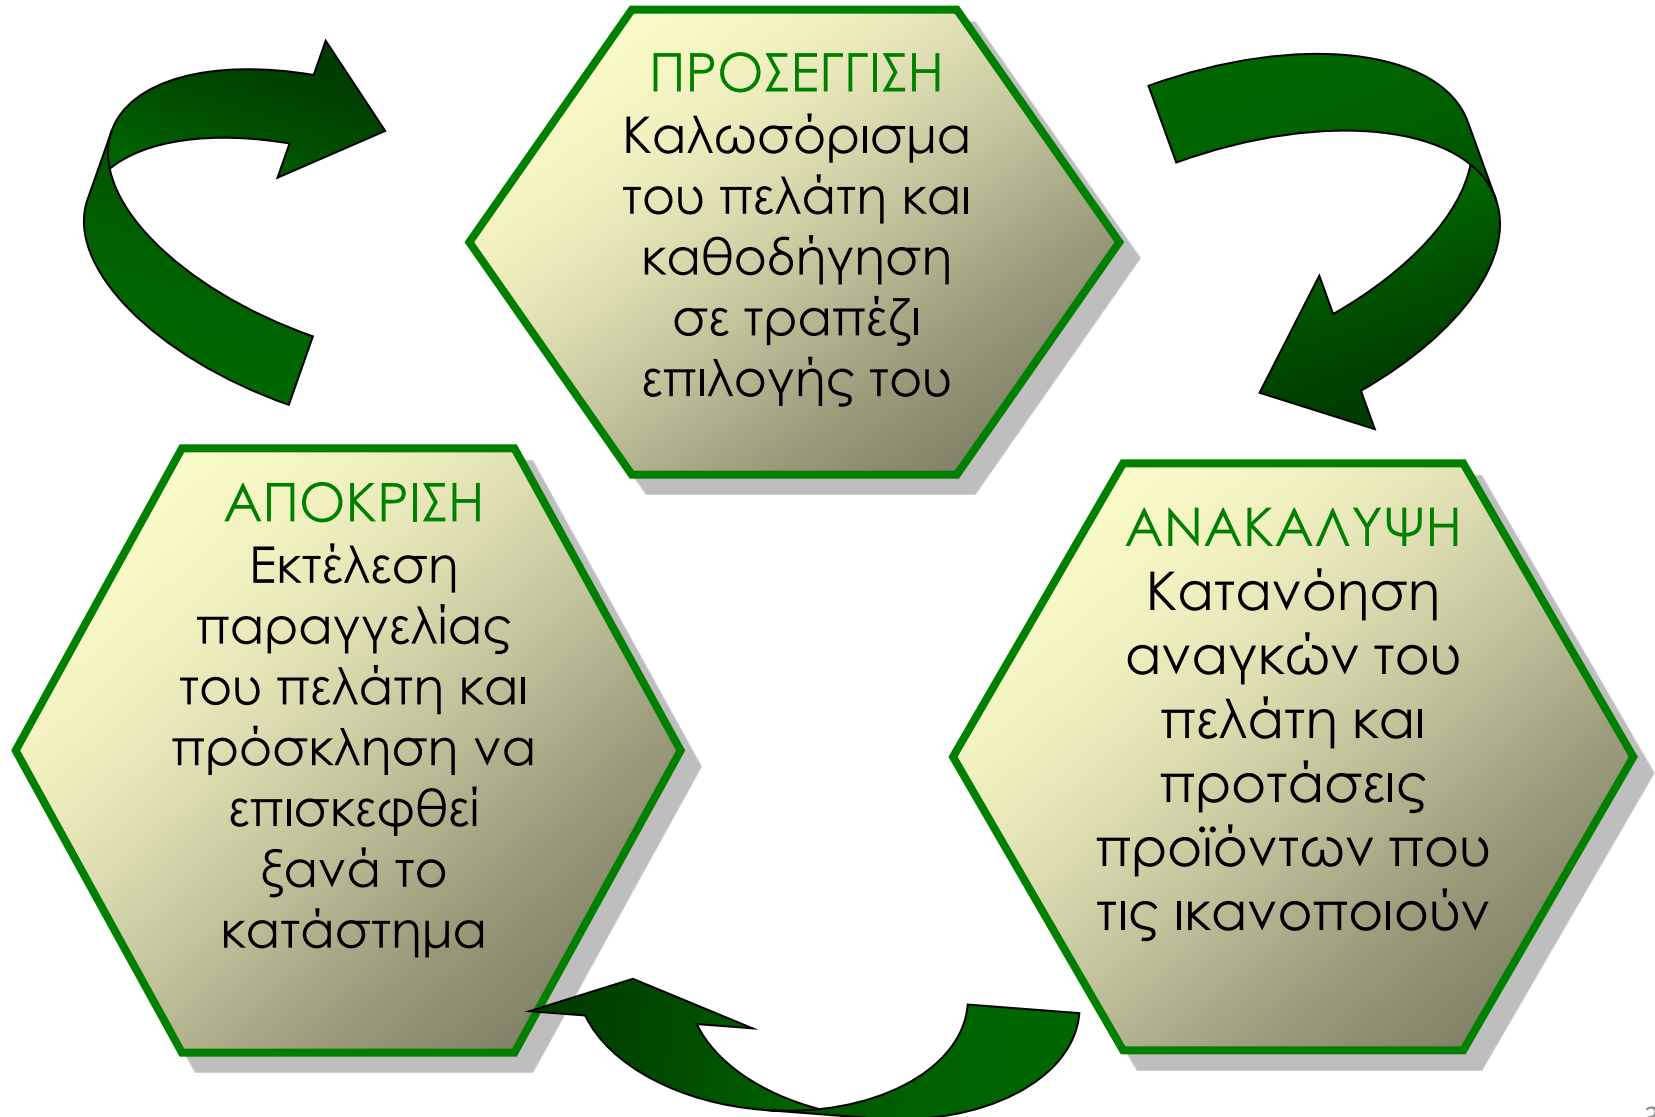 ΠΡΟΣΕΓΓΙΣΗ
Καλωσόρισμα
του πελάτη και
καθοδήγηση
σε τραπέζι
επιλογής του
ΑΠΟΚΡΙΣΗ
Εκτέλεση
παραγγελίας
του πελάτη και
πρόσκληση να
επισκεφθεί
ξανά το
κατάστημα
ΑΝΑΚΑΛΥΨΗ
Κατανόηση
αναγκών του
πελάτη και
προτάσεις
προϊόντων που
τις ικανοποιούν